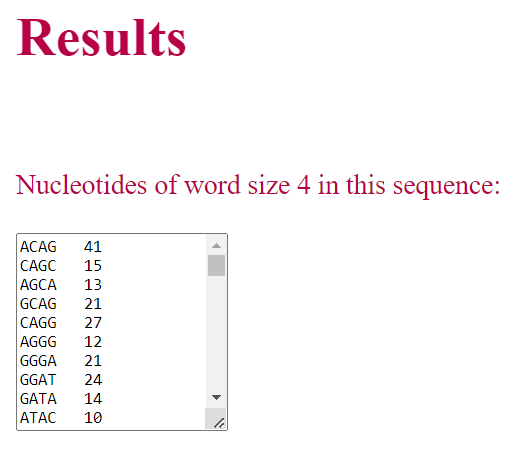 Results
Nucleotides of word size 4 in this sequence:
ACAG 41
CAGC 15
AGCA 13
GCAG 21
CAGG 27
AGGG 12
GGGA 21
GGAT 24
GATA 14
ATAC 10